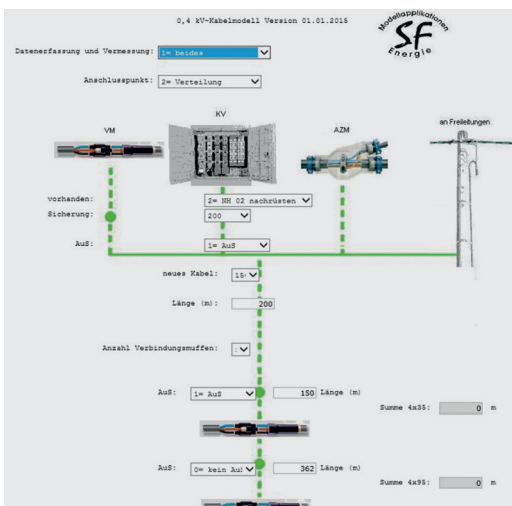 0,4 kV-Kabelmodell Version 01.01.2015
Modellapplikationen
SF
Energie
Datenerfassung und Vermessung: 1= beides
Anschlusspunkt: 2= Verteilung
VM
KV
AZM
an Freileitungen
vorhanden: 2= NH 02 nachrüsten
Sicherung: 200
AuS: 1= AuS
neues Kabel: 15
Länge (m): 200
Anzahl Verbindungsmuffen:
AuS: 1= AuS 150 Länge (m)
Summe 4x35: 0 m
AuS: 0= kein Au 362 Länge (m)
Summe 4x95: 0 m